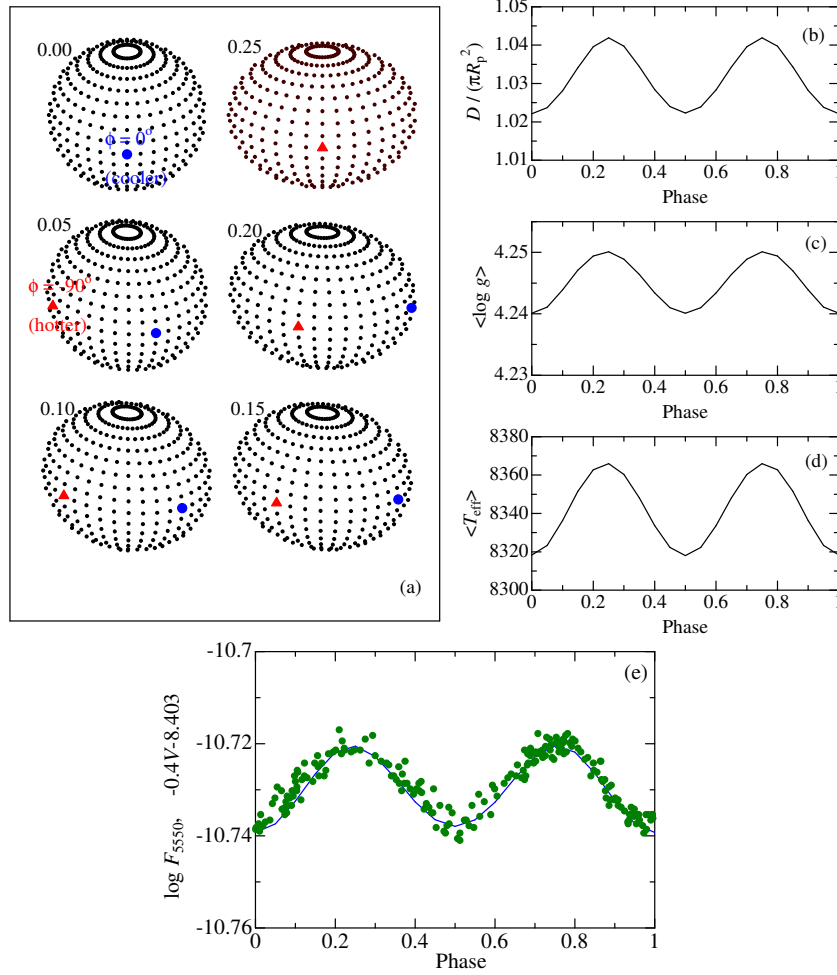 0.00
0.25
ϕ = 0°
(cooler)
0.05
0.20
ϕ = -90°
(hotter)
0.10
0.15
(a)
1.04
1.03
1.02
1.01
D / (πR_p^2)
(b)
0 0.2 0.4 0.6 0.8 1
Phase
4.25
4.24
4.23
<log g>
(c)
0 0.2 0.4 0.6 0.8 1
Phase
8380
8360
8340
8320
8300
<T_eff>
(d)
0 0.2 0.4 0.6 0.8 1
Phase
-10.7
-10.72
-10.74
-10.76
log F_5550, -0.4V-8.403
(e)
0 0.2 0.4 0.6 0.8 1
Phase